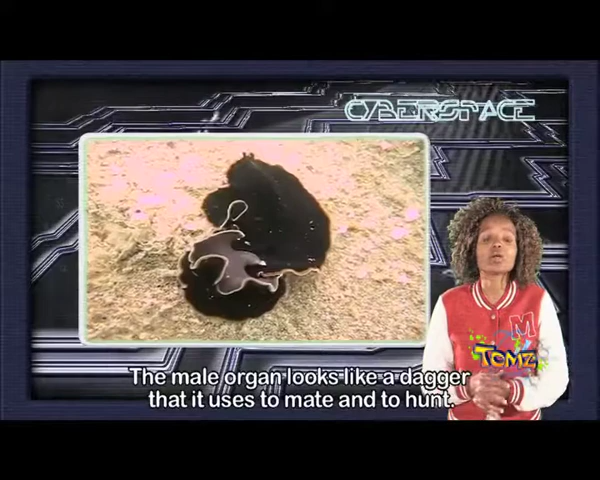 CYBERSPACE
M
TOMZ
The male organ looks like a dagger
that it uses to mate and to hunt.